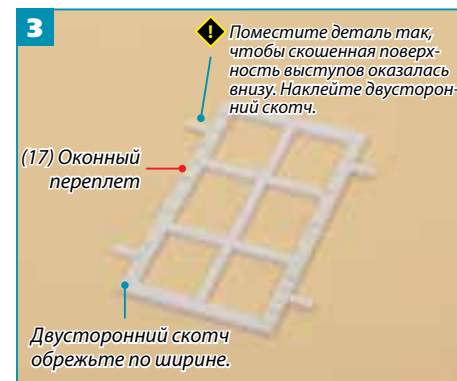 3
! Поместите деталь так,
чтобы скошенная поверх-
ность выступов оказалась
внизу. Наклейте двусторон-
ний скотч.
(17) Оконный
переплет
Двусторонний скотч
обрежьте по ширине.